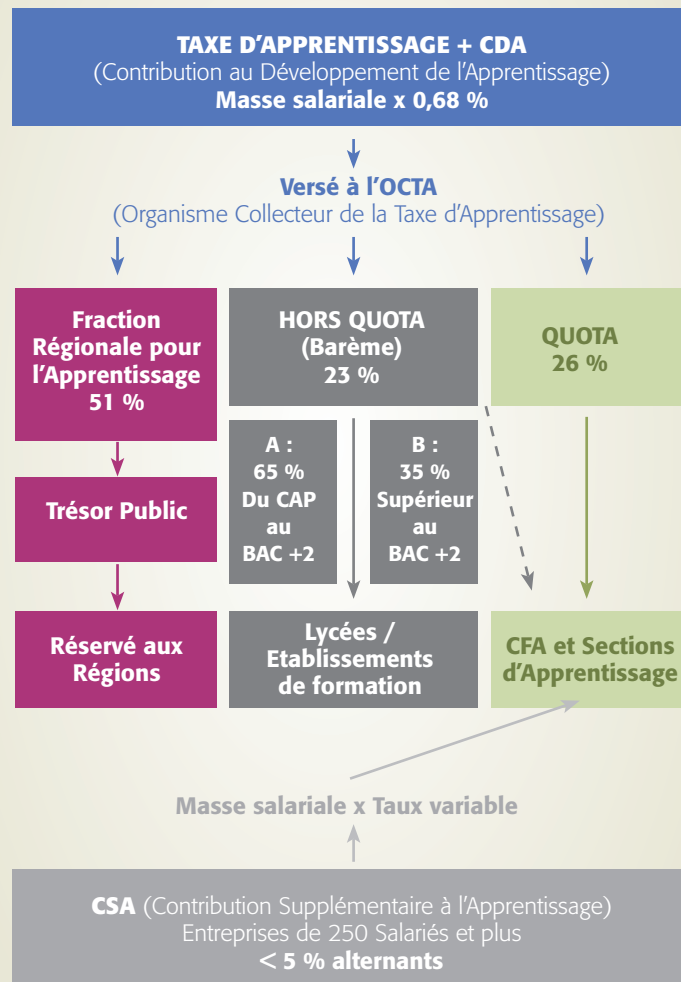 TAXE D'APPRENTISSAGE + CDA
(Contribution au Développement de l'Apprentissage)
Masse salariale x 0,68 %
Versé à l'OCTA
(Organisme Collecteur de la Taxe d'Apprentissage)
Fraction
Régionale pour
l'Apprentissage
51 %
HORS QUOTA
(Barème)
23 %
QUOTA
26 %
A :
65 %
Du CAP
au
BAC +2
B :
35 %
Supérieur
au
BAC +2
Trésor Public
Réservé aux
Régions
Lycées /
Etablissements
de formation
CFA et Sections
d'Apprentissage
Masse salariale x Taux variable
CSA (Contribution Supplémentaire à l'Apprentissage)
Entreprises de 250 Salariés et plus
< 5 % alternants